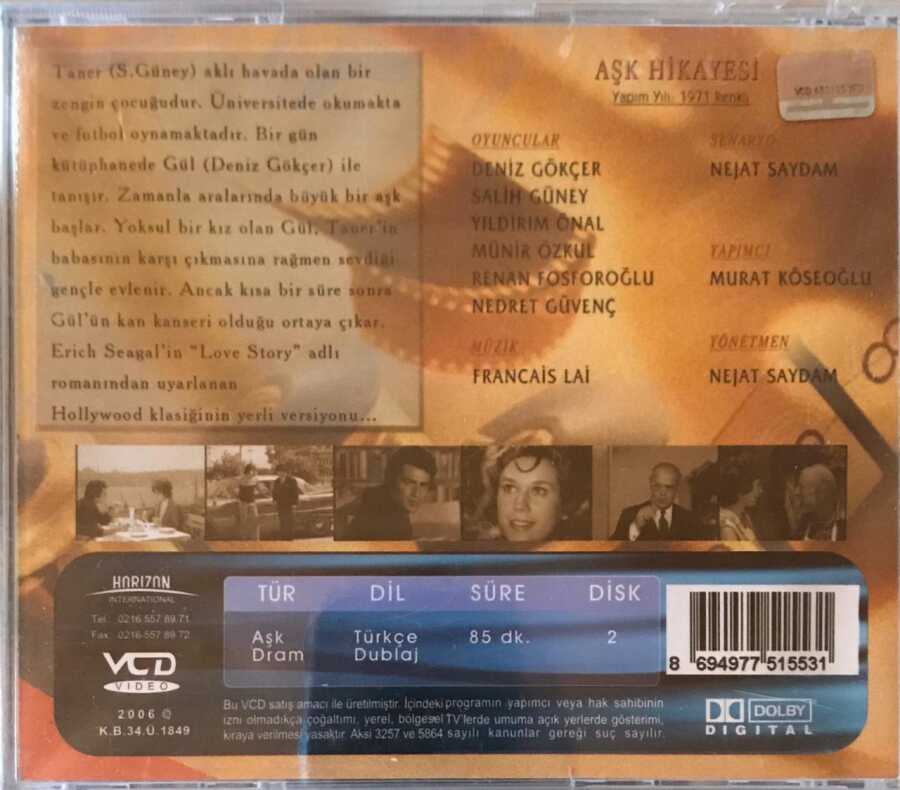 Taner (S.Güney) aklı havada olan bir
zengin çocuğudur. Üniversitede okumakta
ve futbol oynamaktadır. Bir gün
kütüphanede Gül (Deniz Gökçer) ile
tanışır. Zamanla aralarında büyük bir aşk
başlar. Yoksul bir kız olan Gül, Taner'in
babasının karşı çıkmasına rağmen sevdiği
gençle evlenir. Ancak kısa bir süre sonra
Gül'ün kan kanseri olduğu ortaya çıkar.
Erich Seagal'in "Love Story" adlı
romanından uyarlanan
Hollywood klasiğinin yerli versiyonu...
AŞK HİKAYESİ
Yapım Yılı: 1971 Renkli
VCD
OYUNCULAR
DENİZ GÖKÇER
SALİH GÜNEY
YILDIRIM ÖNAL
MÜNİR ÖZKUL
RENAN FOSFOROĞLU
NEDRET GÜVENÇ
MÜZİK
FRANCAİS LAİ
SENARYO
NEJAT SAYDAM
YAPIMCI
MURAT KÖSEOĞLU
YÖNETMEN
NEJAT SAYDAM
HORIZON
INTERNATIONAL
Tel: 0216 557 89 71
Fax: 0216-557 89 72
VCD
VIDEO
2006 ©
K.B.34.Ü.1849
TÜR DİL SÜRE DİSK
Aşk Türkçe 85 dk. 2
Dram Dublaj
Bu VCD satış amacı ile üretilmiştir. İçindeki programın yapımcı veya hak sahibinin
izni olmadıkça çoğaltımı, yerel, bölgesel TV'lerde umuma açık yerlerde gösterimi,
kiraya verilmesi yasaktır. Aksi 3257 ve 5864 sayılı kanunlar gereği suç sayılır.
8 694977 515531
DOLBY
DIGITAL